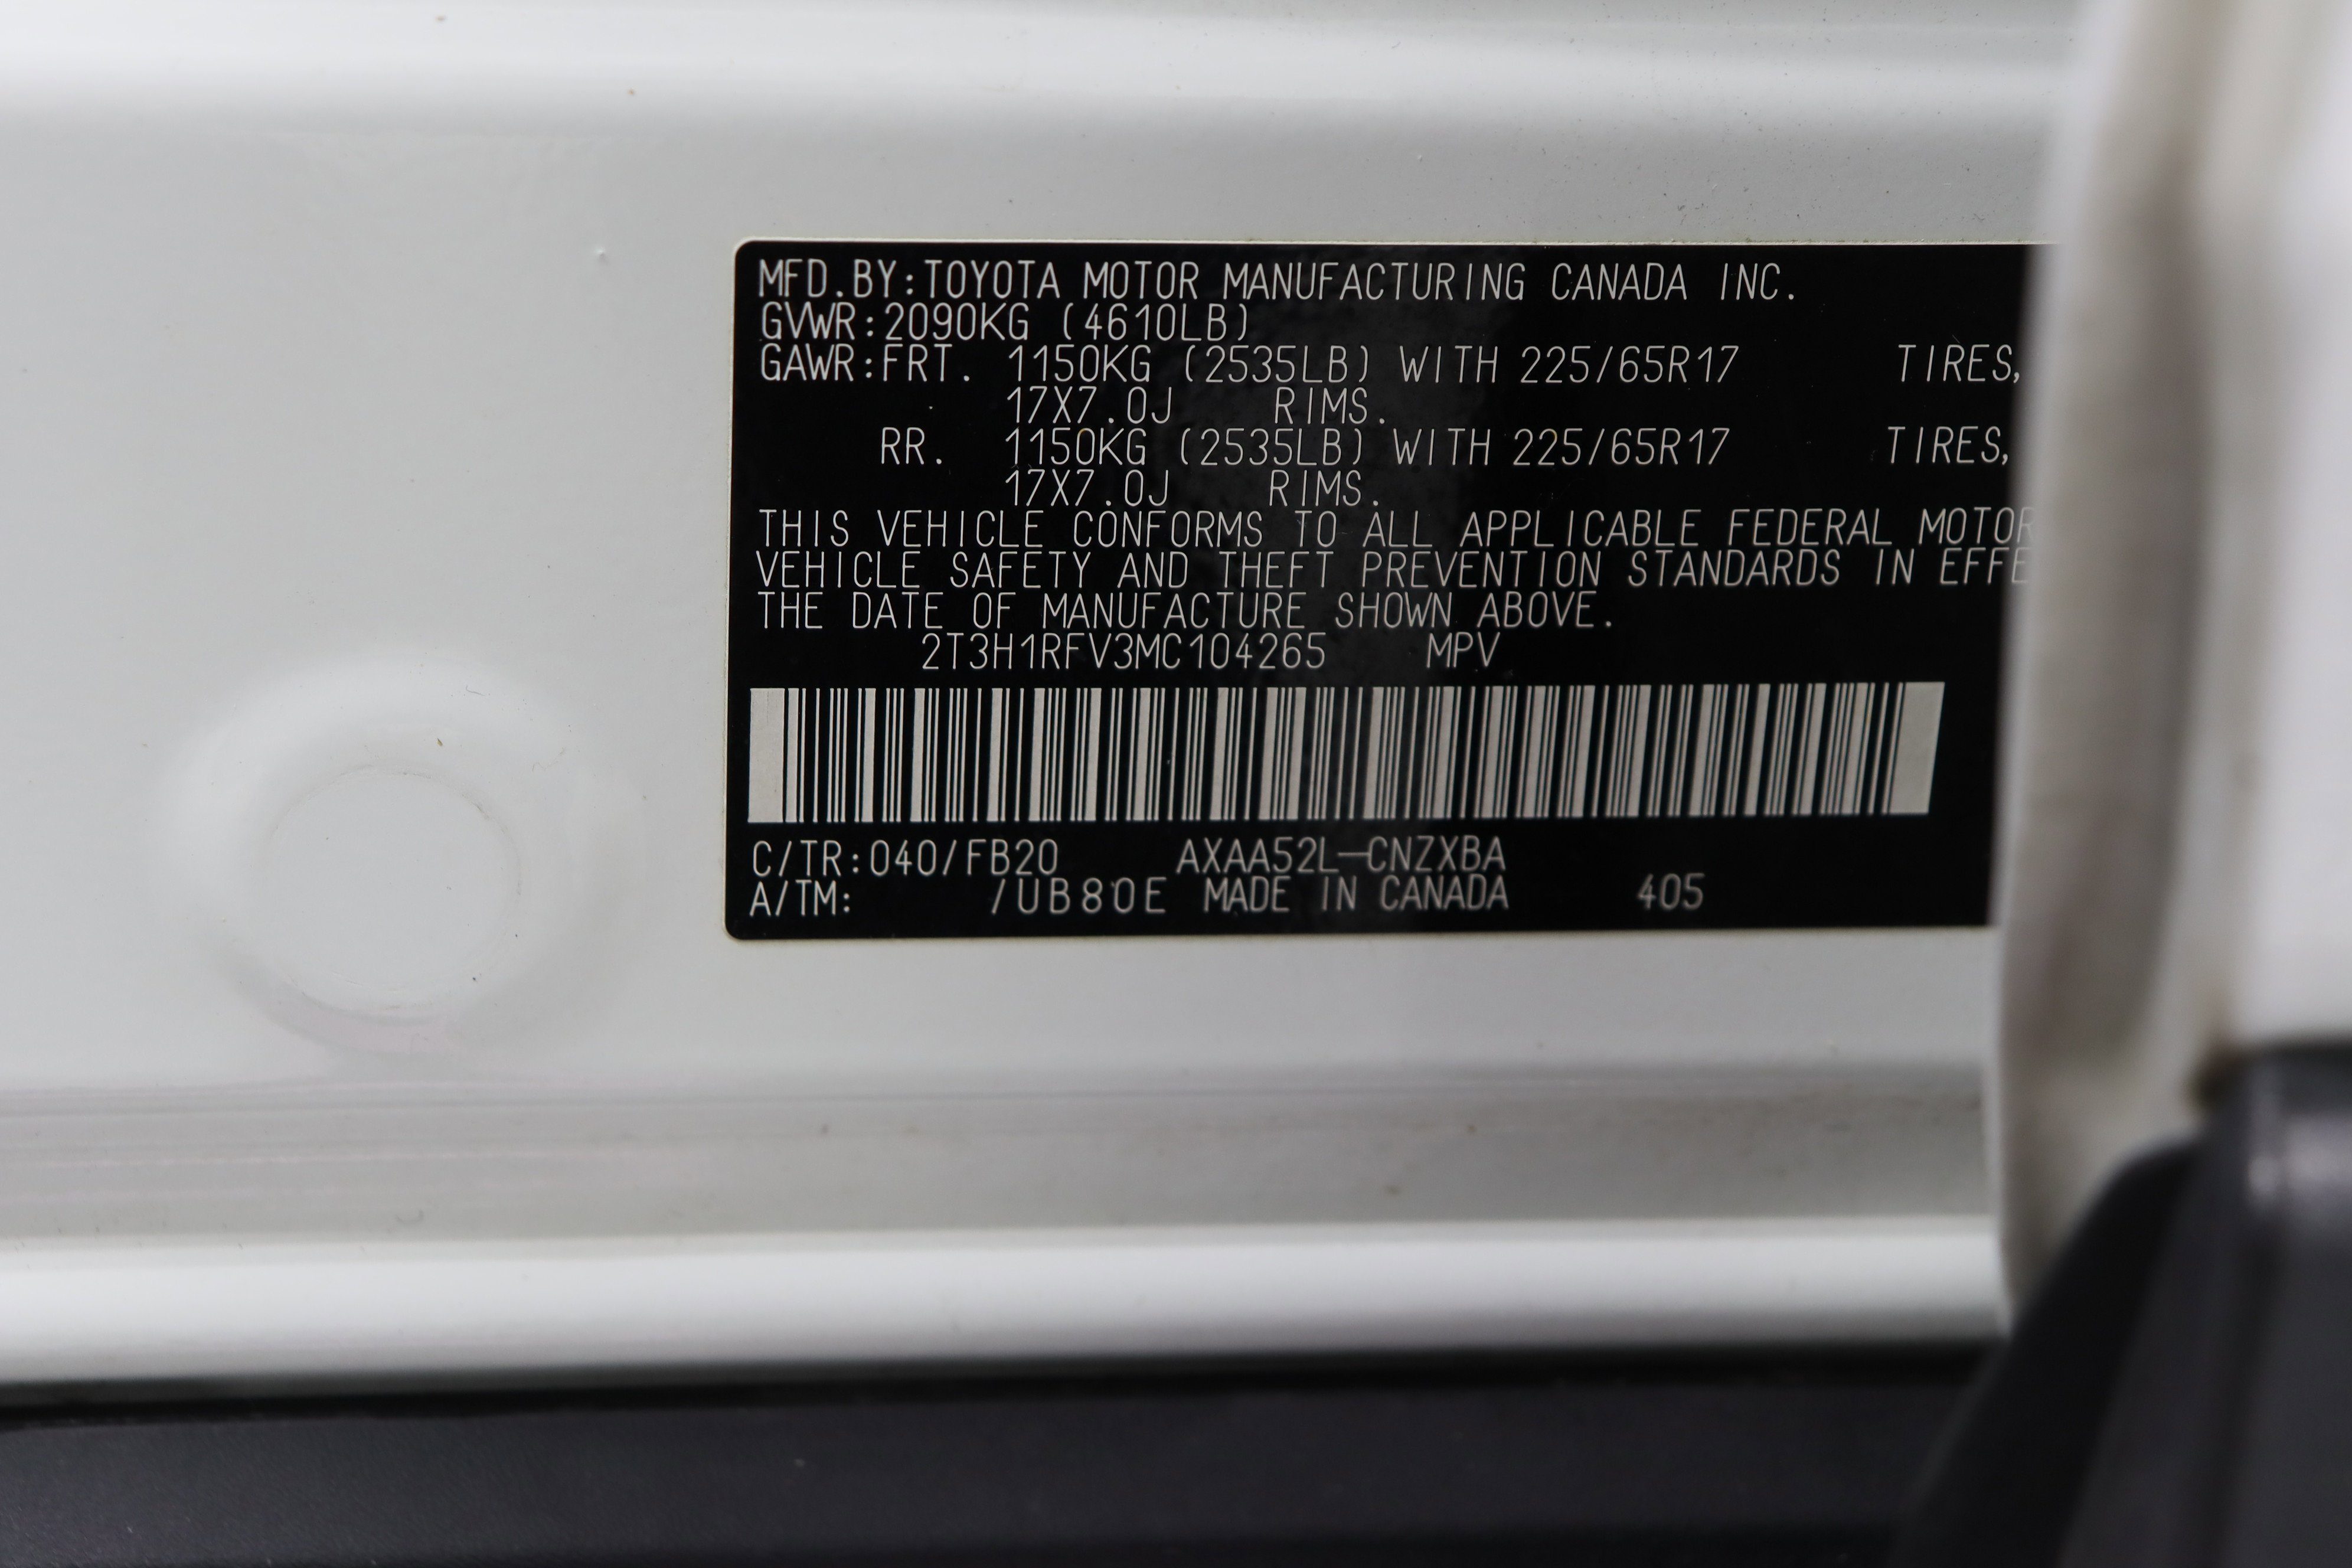 MFD.BY:TOYOTA MOTOR MANUFACTURING CANADA INC.
GVWR:2090KG (4610LB)
GAWR:FRT. 1150KG (2535LB) WITH 225/65R17 TIRES,
17X7.0J RIMS.
RR. 1150KG (2535LB) WITH 225/65R17 TIRES,
17X7.0J RIMS.
THIS VEHICLE CONFORMS TO ALL APPLICABLE FEDERAL MOTOR
VEHICLE SAFETY AND THEFT PREVENTION STANDARDS IN EFFE
THE DATE OF MANUFACTURE SHOWN ABOVE.
2T3H1RFV3MC104265 MPV
C/TR:040/FB20 AXAA52L-CNZXBA
A/TM: /UB80E MADE IN CANADA 405